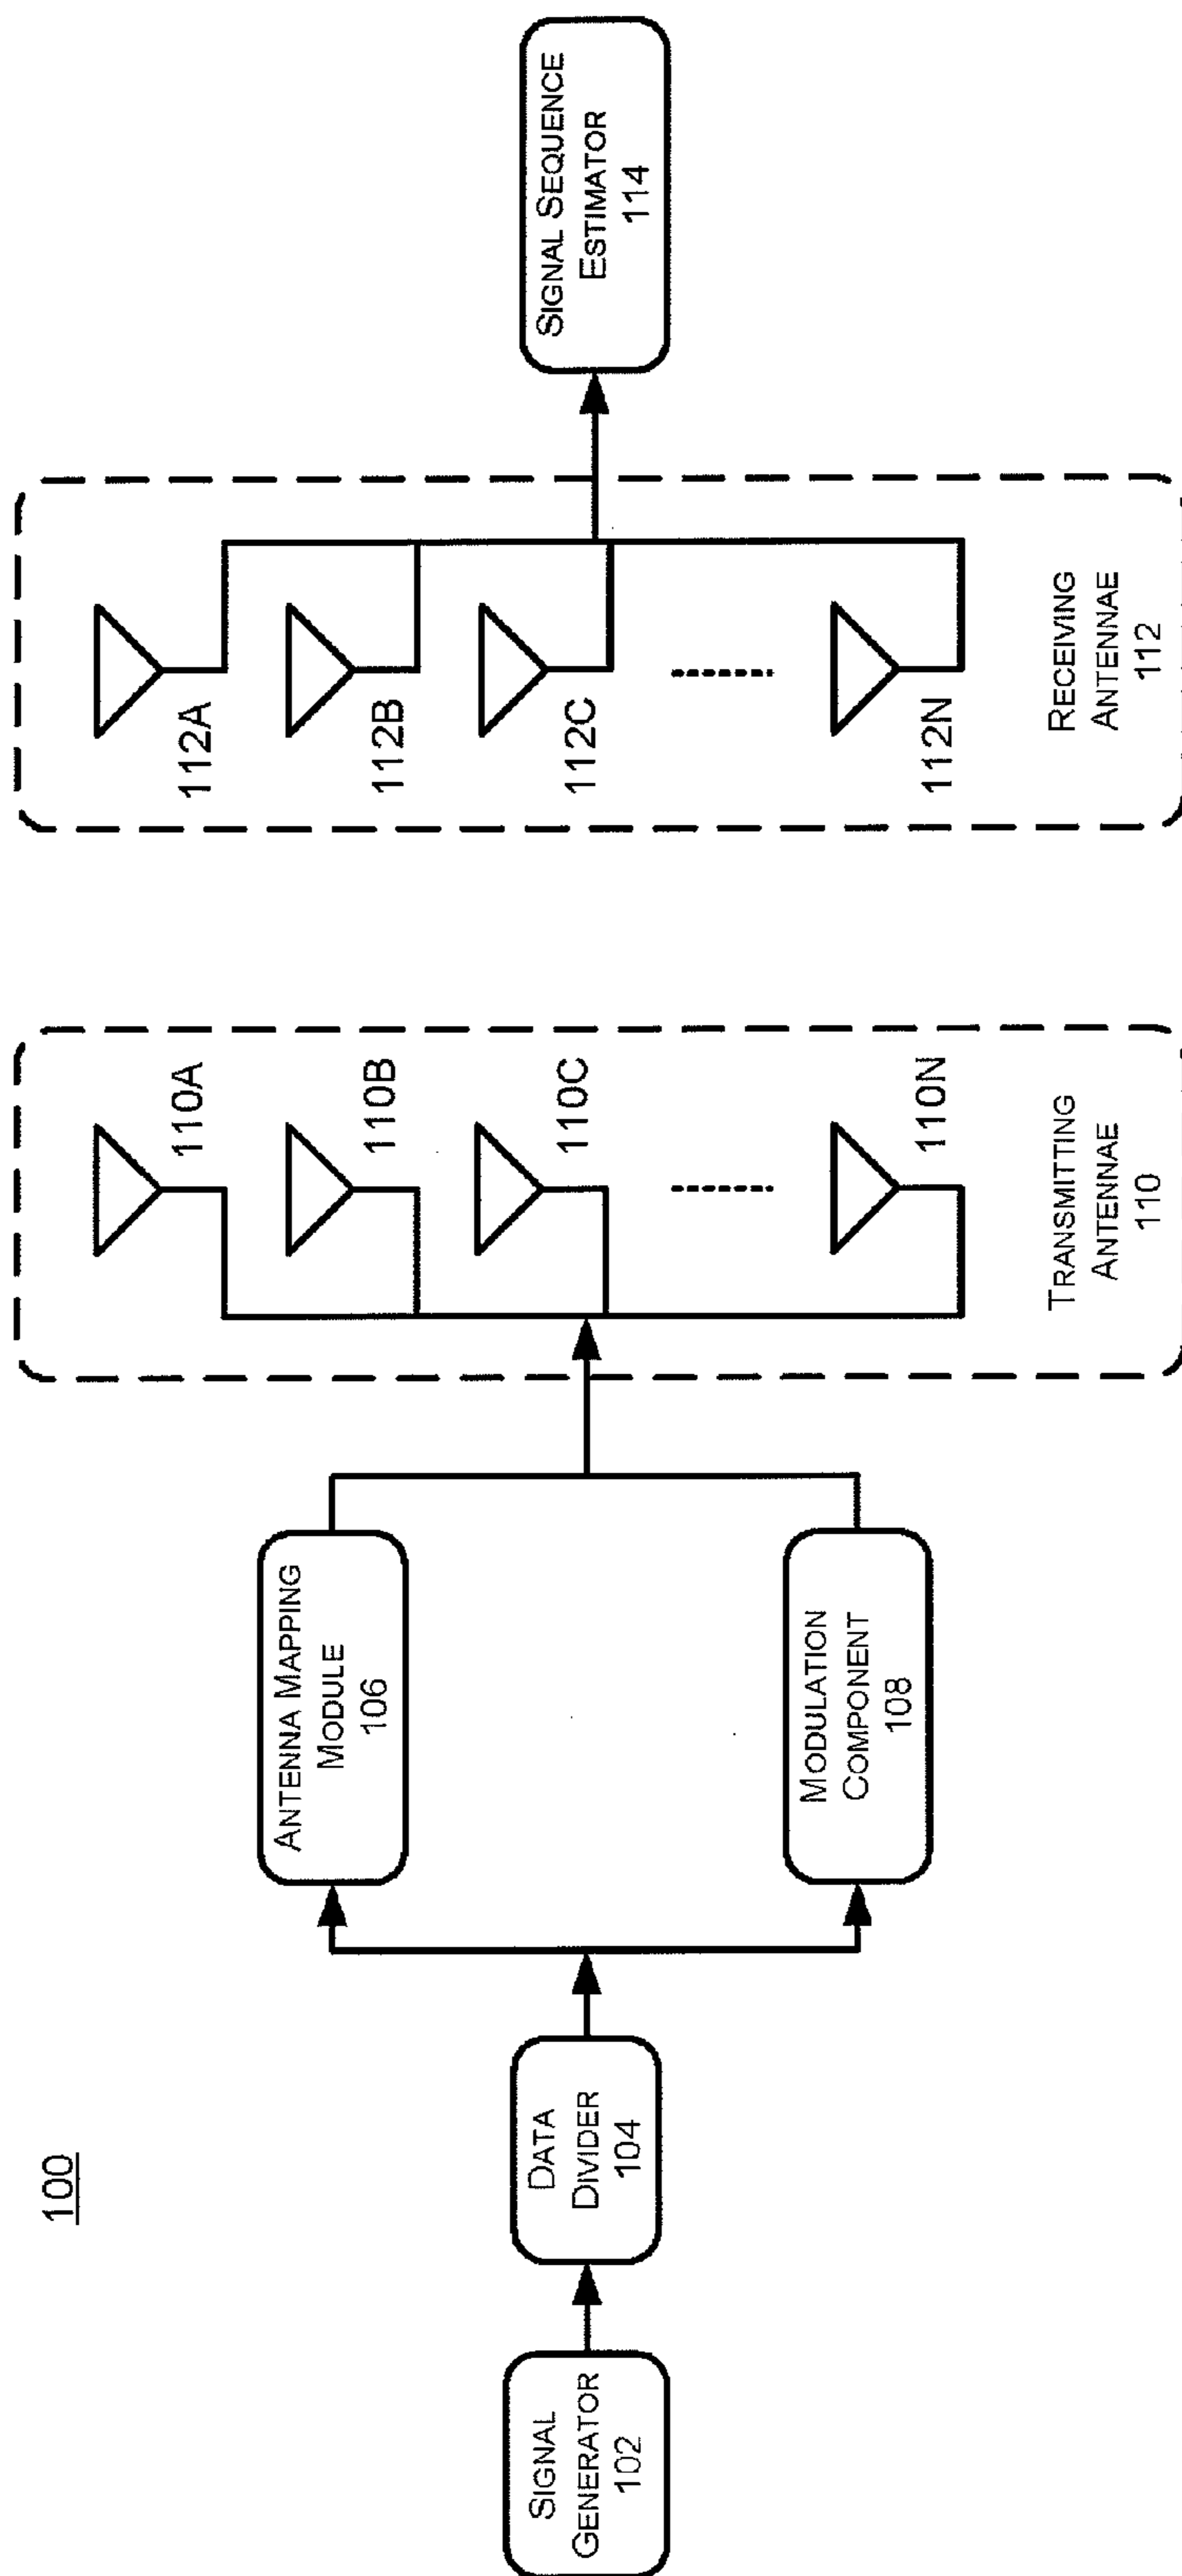 100
SIGNAL
GENERATOR
102
DATA
DIVIDER
104
ANTENNA MAPPING
MODULE
106
MODULATION
COMPONENT
108
110A
110B
110C
110N
TRANSMITTING
ANTENNAE
110
112A
112B
112C
112N
RECEIVING
ANTENNAE
112
SIGNAL SEQUENCE
ESTIMATOR
114